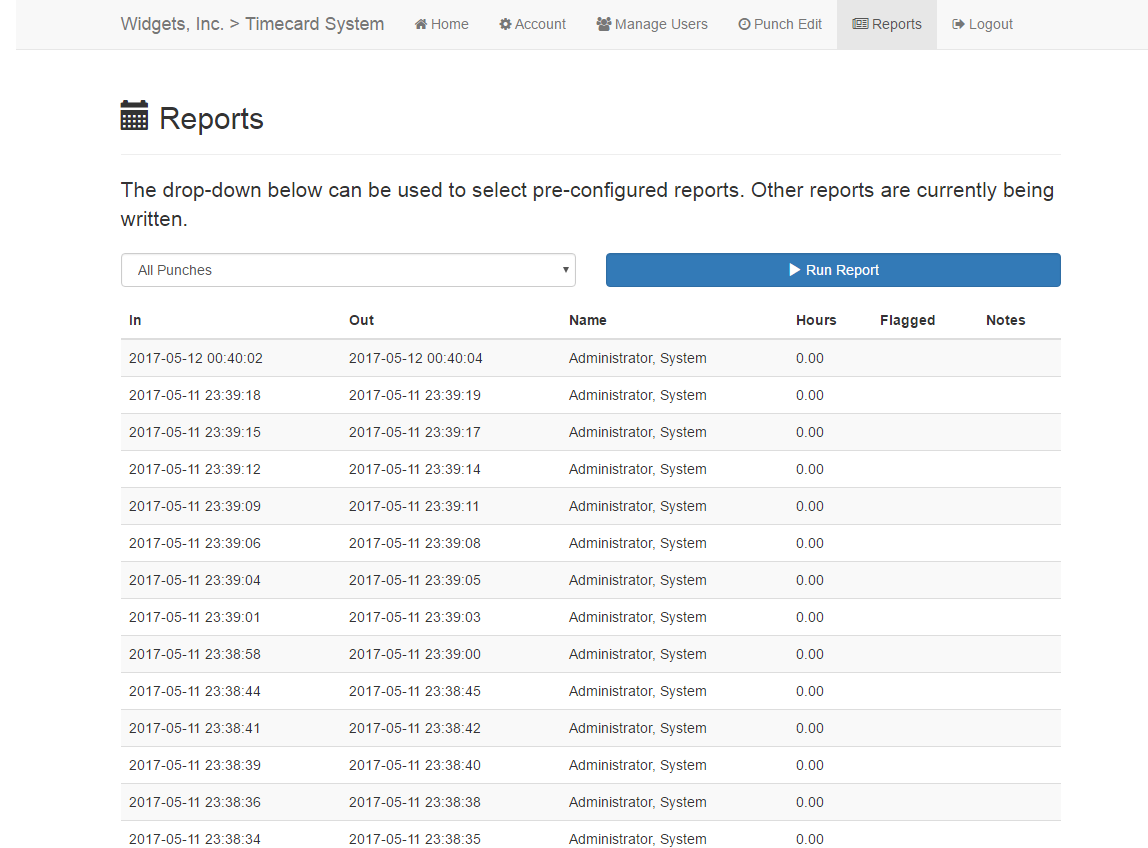 Widgets, Inc. > Timecard System Home Account Manage Users Punch Edit Reports Logout
Reports
The drop-down below can be used to select pre-configured reports. Other reports are currently being
written.
All Punches Run Report
In Out Name Hours Flagged Notes
2017-05-12 00:40:02 2017-05-12 00:40:04 Administrator, System 0.00
2017-05-11 23:39:18 2017-05-11 23:39:19 Administrator, System 0.00
2017-05-11 23:39:15 2017-05-11 23:39:17 Administrator, System 0.00
2017-05-11 23:39:12 2017-05-11 23:39:14 Administrator, System 0.00
2017-05-11 23:39:09 2017-05-11 23:39:11 Administrator, System 0.00
2017-05-11 23:39:06 2017-05-11 23:39:08 Administrator, System 0.00
2017-05-11 23:39:04 2017-05-11 23:39:05 Administrator, System 0.00
2017-05-11 23:39:01 2017-05-11 23:39:03 Administrator, System 0.00
2017-05-11 23:38:58 2017-05-11 23:39:00 Administrator, System 0.00
2017-05-11 23:38:44 2017-05-11 23:38:45 Administrator, System 0.00
2017-05-11 23:38:41 2017-05-11 23:38:42 Administrator, System 0.00
2017-05-11 23:38:39 2017-05-11 23:38:40 Administrator, System 0.00
2017-05-11 23:38:36 2017-05-11 23:38:38 Administrator, System 0.00
2017-05-11 23:38:34 2017-05-11 23:38:35 Administrator, System 0.00